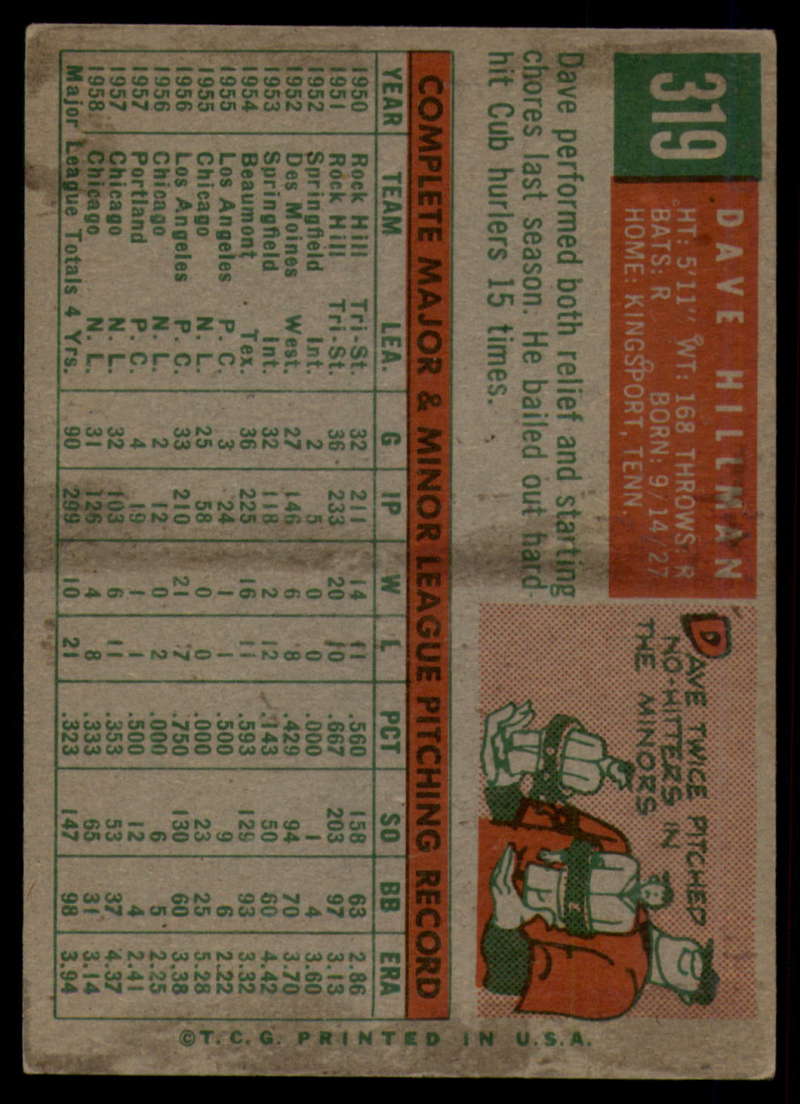 319
DAVE HILLMAN
HT: 5'11" WT: 168 THROWS: R
BATS: R BORN: 9/14/27
HOME: KINGSPORT, TENN.
Dave performed both relief and starting
chores last season. He bailed out hard-
hit Cub hurlers 15 times.
DAVE TWICE PITCHED
NO-HITTERS IN
THE MINORS
COMPLETE MAJOR & MINOR LEAGUE PITCHING RECORD
YEAR TEAM LEA. G IP W L PCT SO BB ERA
1950 Rock Hill Tri-St. 32 211 14 11 .560 158 63 2.86
1951 Rock Hill Tri-St. 36 233 20 10 .667 203 97 3.13
1952 Springfield Int. 2 5 0 0 .000 1 4 3.60
1952 Des Moines West. 27 146 6 8 .429 94 70 3.70
1953 Springfield Int. 32 118 2 12 .143 50 60 4.42
1954 Beaumont Tex. 36 225 16 11 .593 129 93 3.32
1955 Los Angeles P.C. 3 24 1 1 .500 9 6 2.22
1955 Chicago N.L. 25 58 0 0 .000 23 25 5.28
1956 Los Angeles P.C. 33 210 21 7 .750 130 60 3.38
1956 Chicago N.L. 2 12 0 2 .000 6 5 2.25
1957 Portland P.C. 4 19 1 1 .500 12 4 2.41
1957 Chicago N.L. 32 103 6 11 .353 53 37 4.37
1958 Chicago N.L. 31 126 4 8 .333 65 31 3.14
Major League Totals 4 Yrs. 90 299 10 21 .323 147 98 3.94
©T.C.G. PRINTED IN U.S.A.